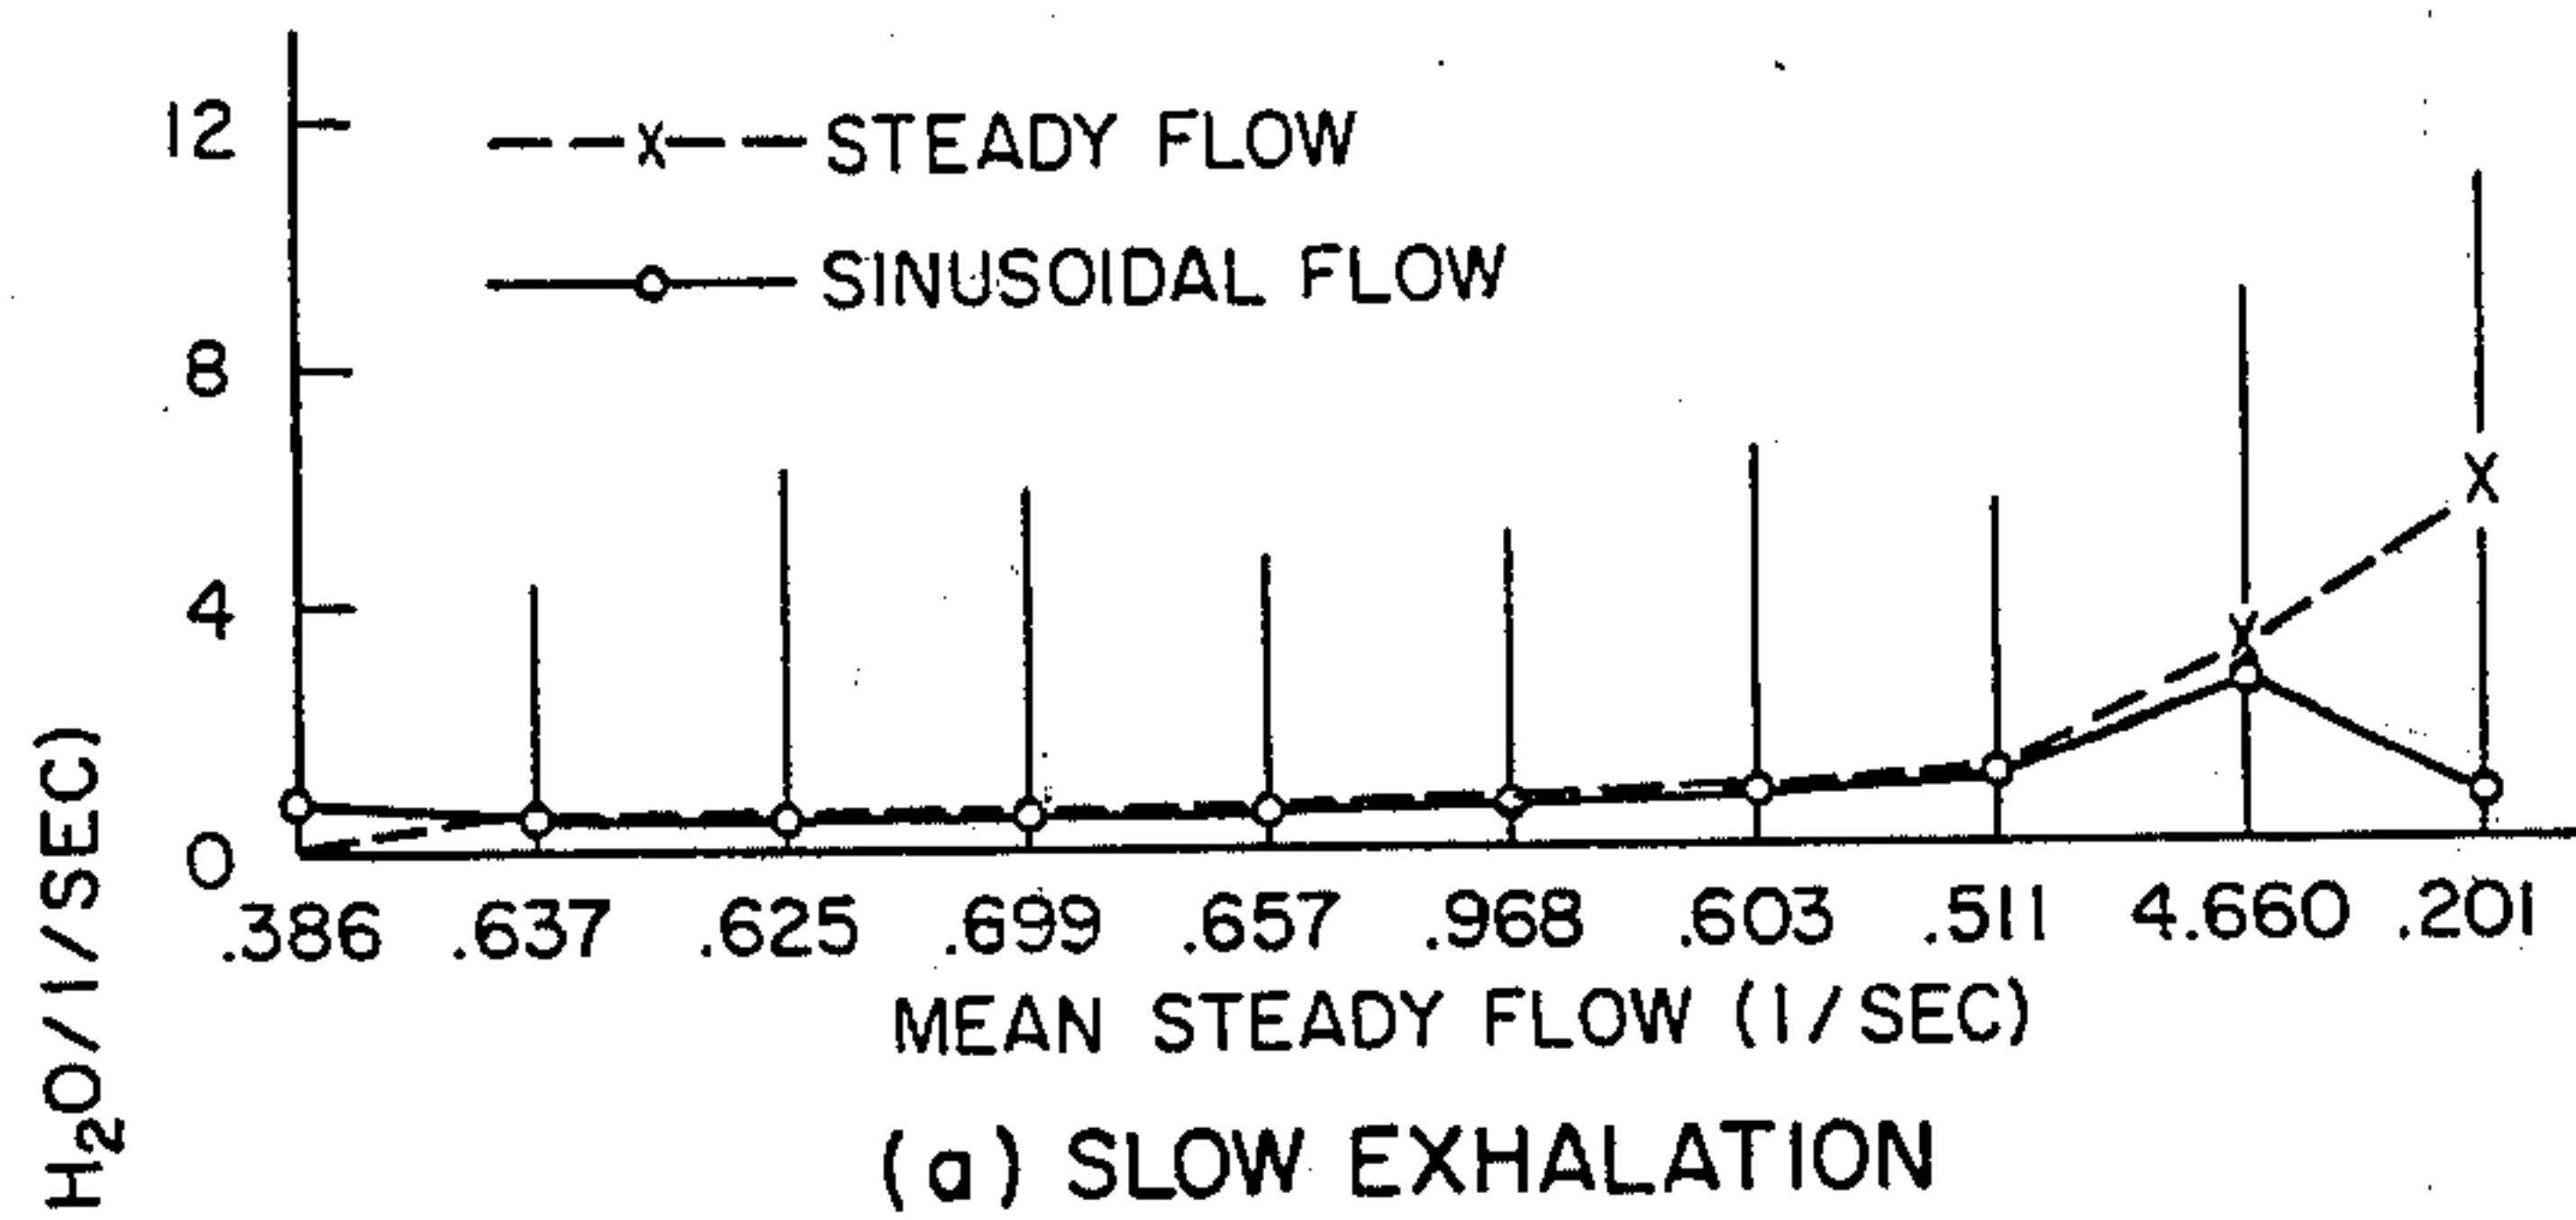 12
STEADY FLOW
SINUSOIDAL FLOW
8
4
0
H₂O/l/SEC)
.386 .637 .625 .699 .657 .968 .603 .511 4.660 .201
MEAN STEADY FLOW (l/SEC)
(a) SLOW EXHALATION